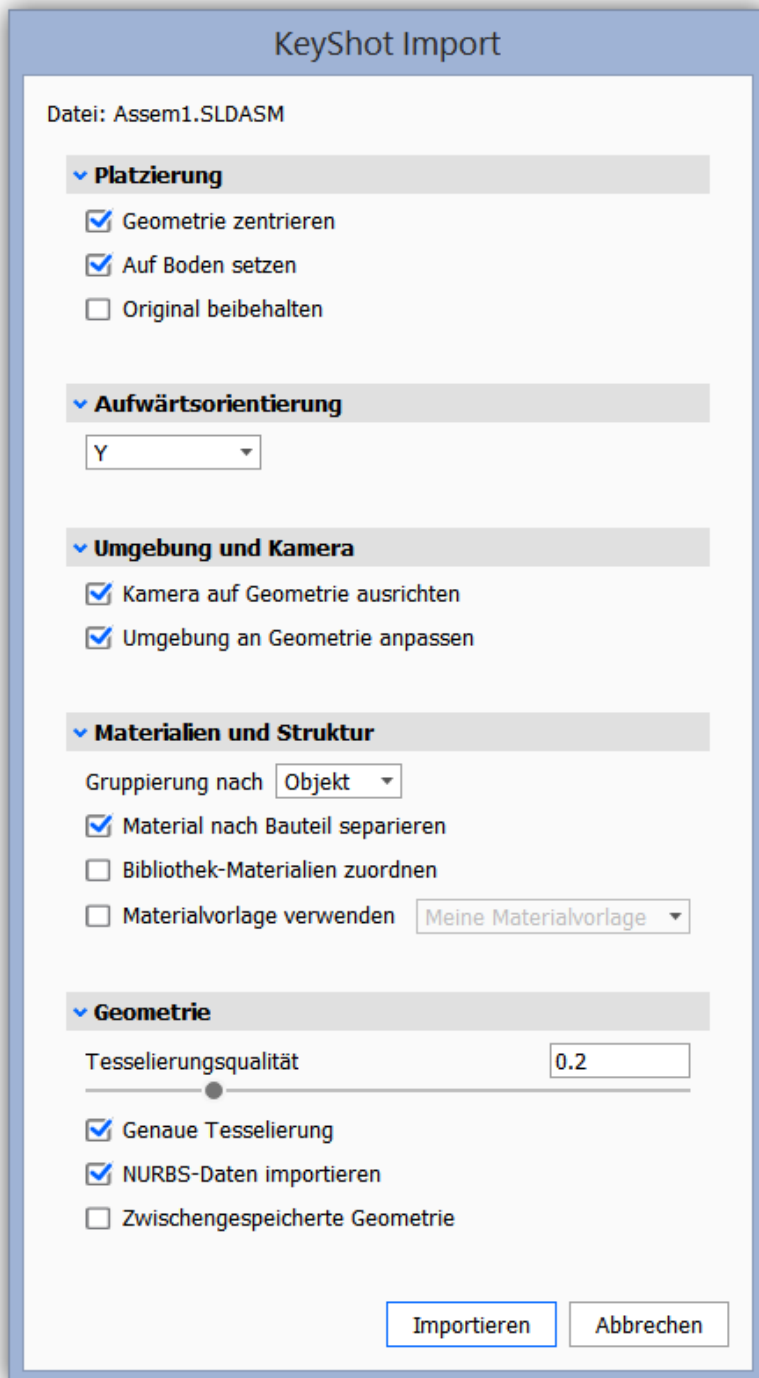 KeyShot Import
Datei: Assem1.SLDASM
Platzierung
Geometrie zentrieren
Auf Boden setzen
Original beibehalten
Aufwärtsorientierung
Y
Umgebung und Kamera
Kamera auf Geometrie ausrichten
Umgebung an Geometrie anpassen
Materialien und Struktur
Gruppierung nach Objekt
Material nach Bauteil separieren
Bibliothek-Materialien zuordnen
Materialvorlage verwenden Meine Materialvorlage
Geometrie
Tesselierungsqualität 0.2
Genaue Tesselierung
NURBS-Daten importieren
Zwischengespeicherte Geometrie
Importieren Abbrechen